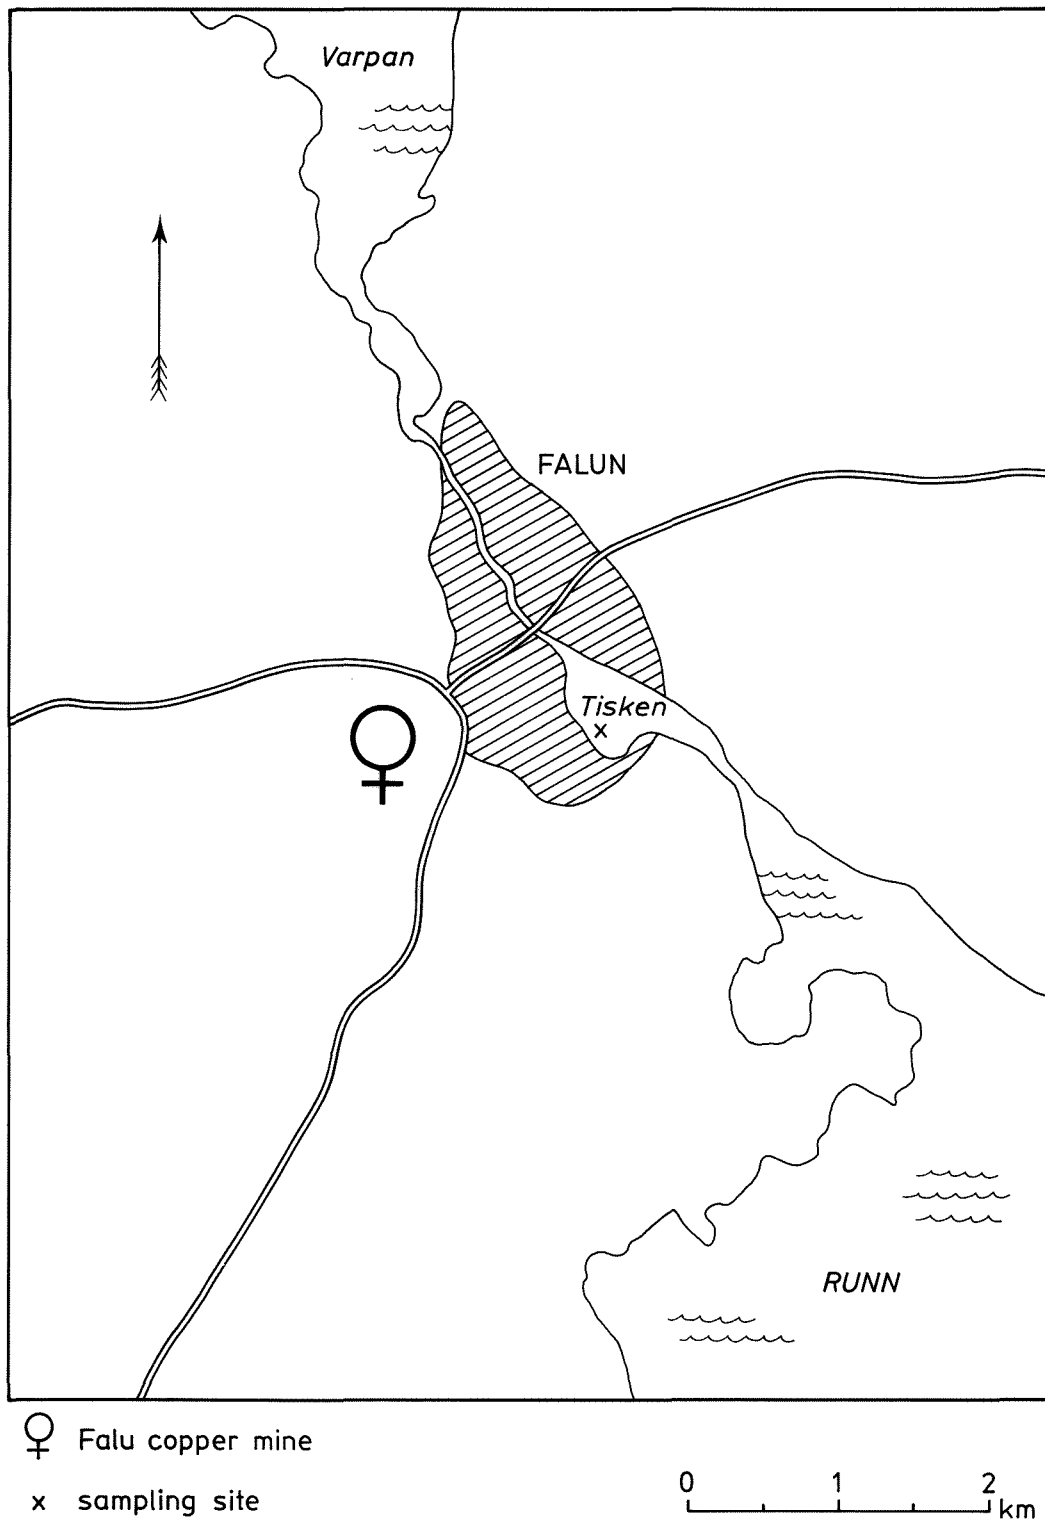 Varpan
FALUN
Tisken
x
RUNN
♀ Falu copper mine
x sampling site
0 1 2
km